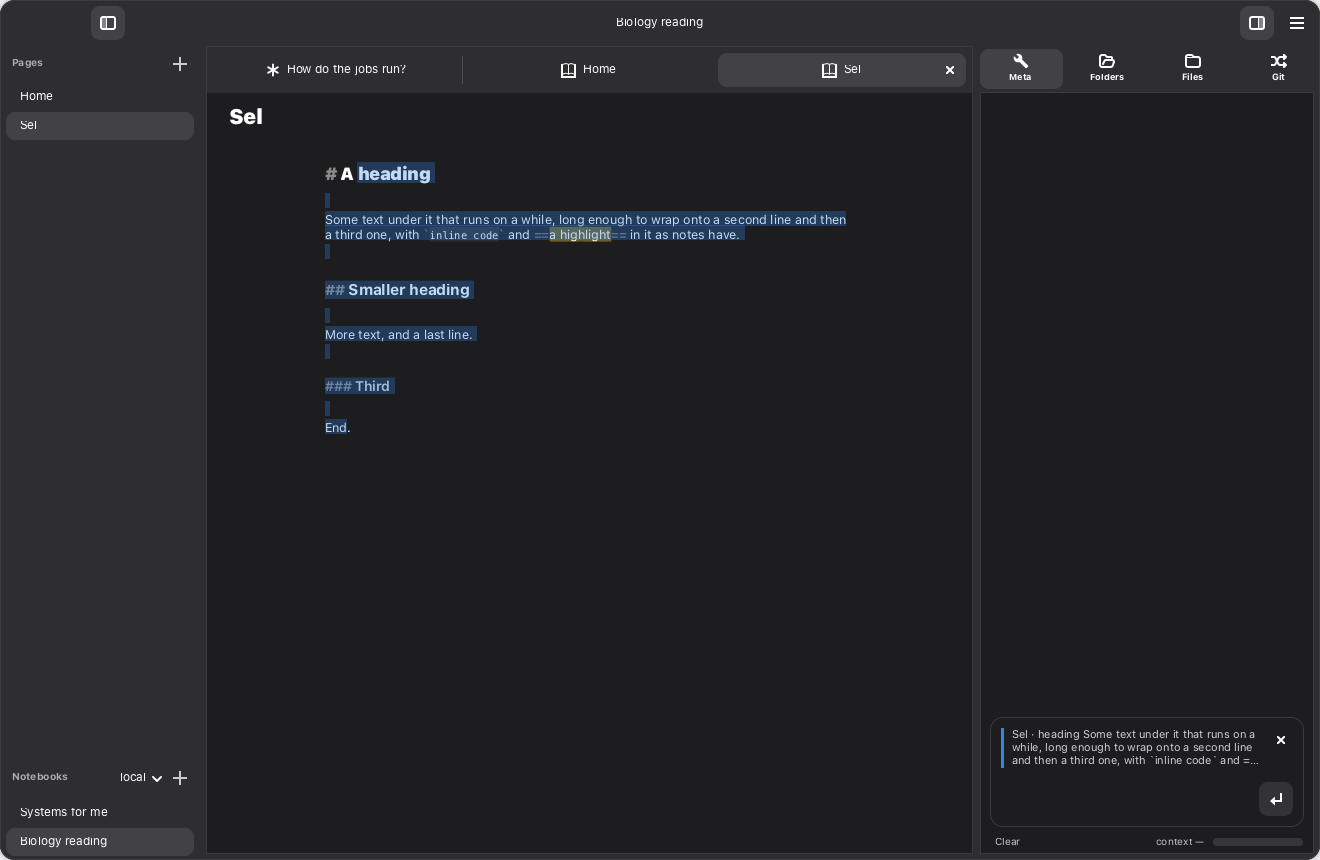 Biology reading
Pages
Home
Sel
How do the jobs run?
Home
Sel
Meta
Folders
Files
Git
Sel
# A heading
Some text under it that runs on a while, long enough to wrap onto a second line and then
a third one, with `inline code` and ==a highlight== in it as notes have.
## Smaller heading
More text, and a last line.
### Third
End.
Sel · heading Some text under it that runs on a
while, long enough to wrap onto a second line
and then a third one, with `inline code` and =…
Clear
context —
Notebooks
local
Systems for me
Biology reading